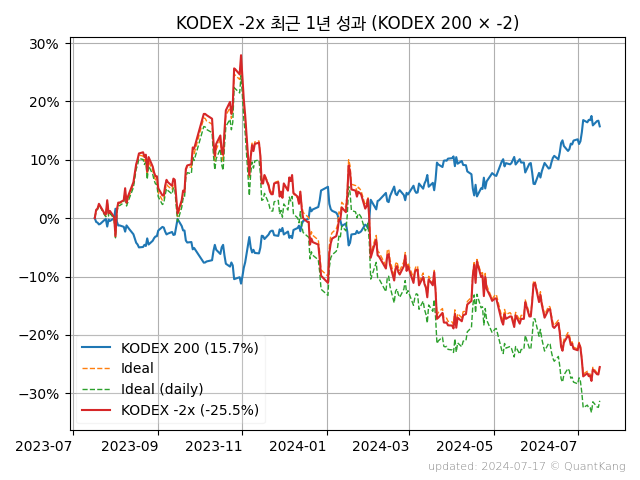 KODEX -2x 최근 1년 성과 (KODEX 200 × -2)
30%
20%
10%
0%
−10%
−20%
−30%
KODEX 200 (15.7%)
Ideal
Ideal (daily)
KODEX -2x (-25.5%)
2023-07 2023-09 2023-11 2024-01 2024-03 2024-05 2024-07
updated: 2024-07-17 © QuantKang